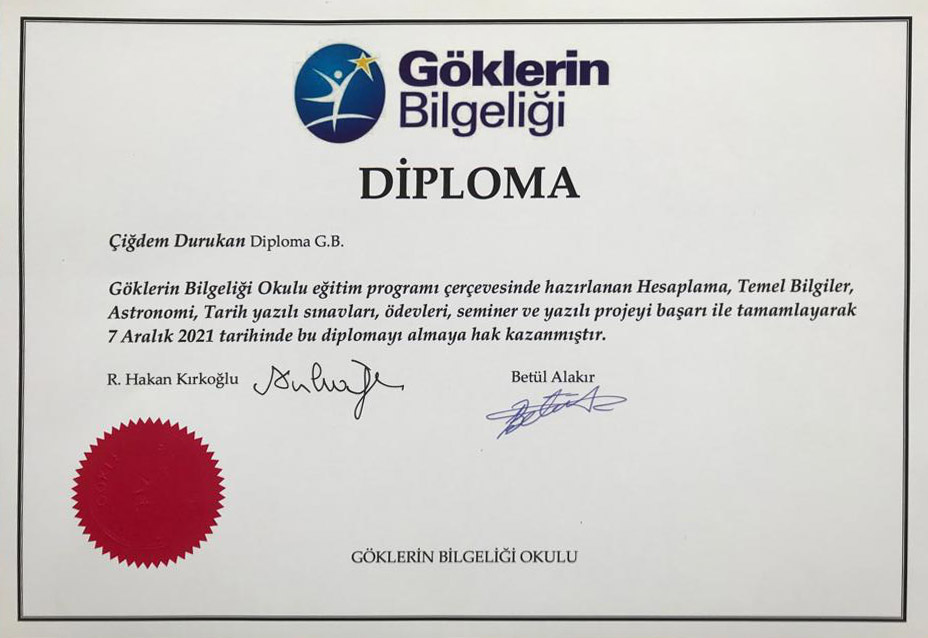 Göklerin
Bilgeliği
DİPLOMA
Çiğdem Durukan Diploma G.B.
Göklerin Bilgeliği Okulu eğitim programı çerçevesinde hazırlanan Hesaplama, Temel Bilgiler,
Astronomi, Tarih yazılı sınavları, ödevleri, seminer ve yazılı projeyi başarı ile tamamlayarak
7 Aralık 2021 tarihinde bu diplomayı almaya hak kazanmıştır.
R. Hakan Kırkoğlu
Betül Alakır
GÖKLERİN BİLGELİĞİ OKULU